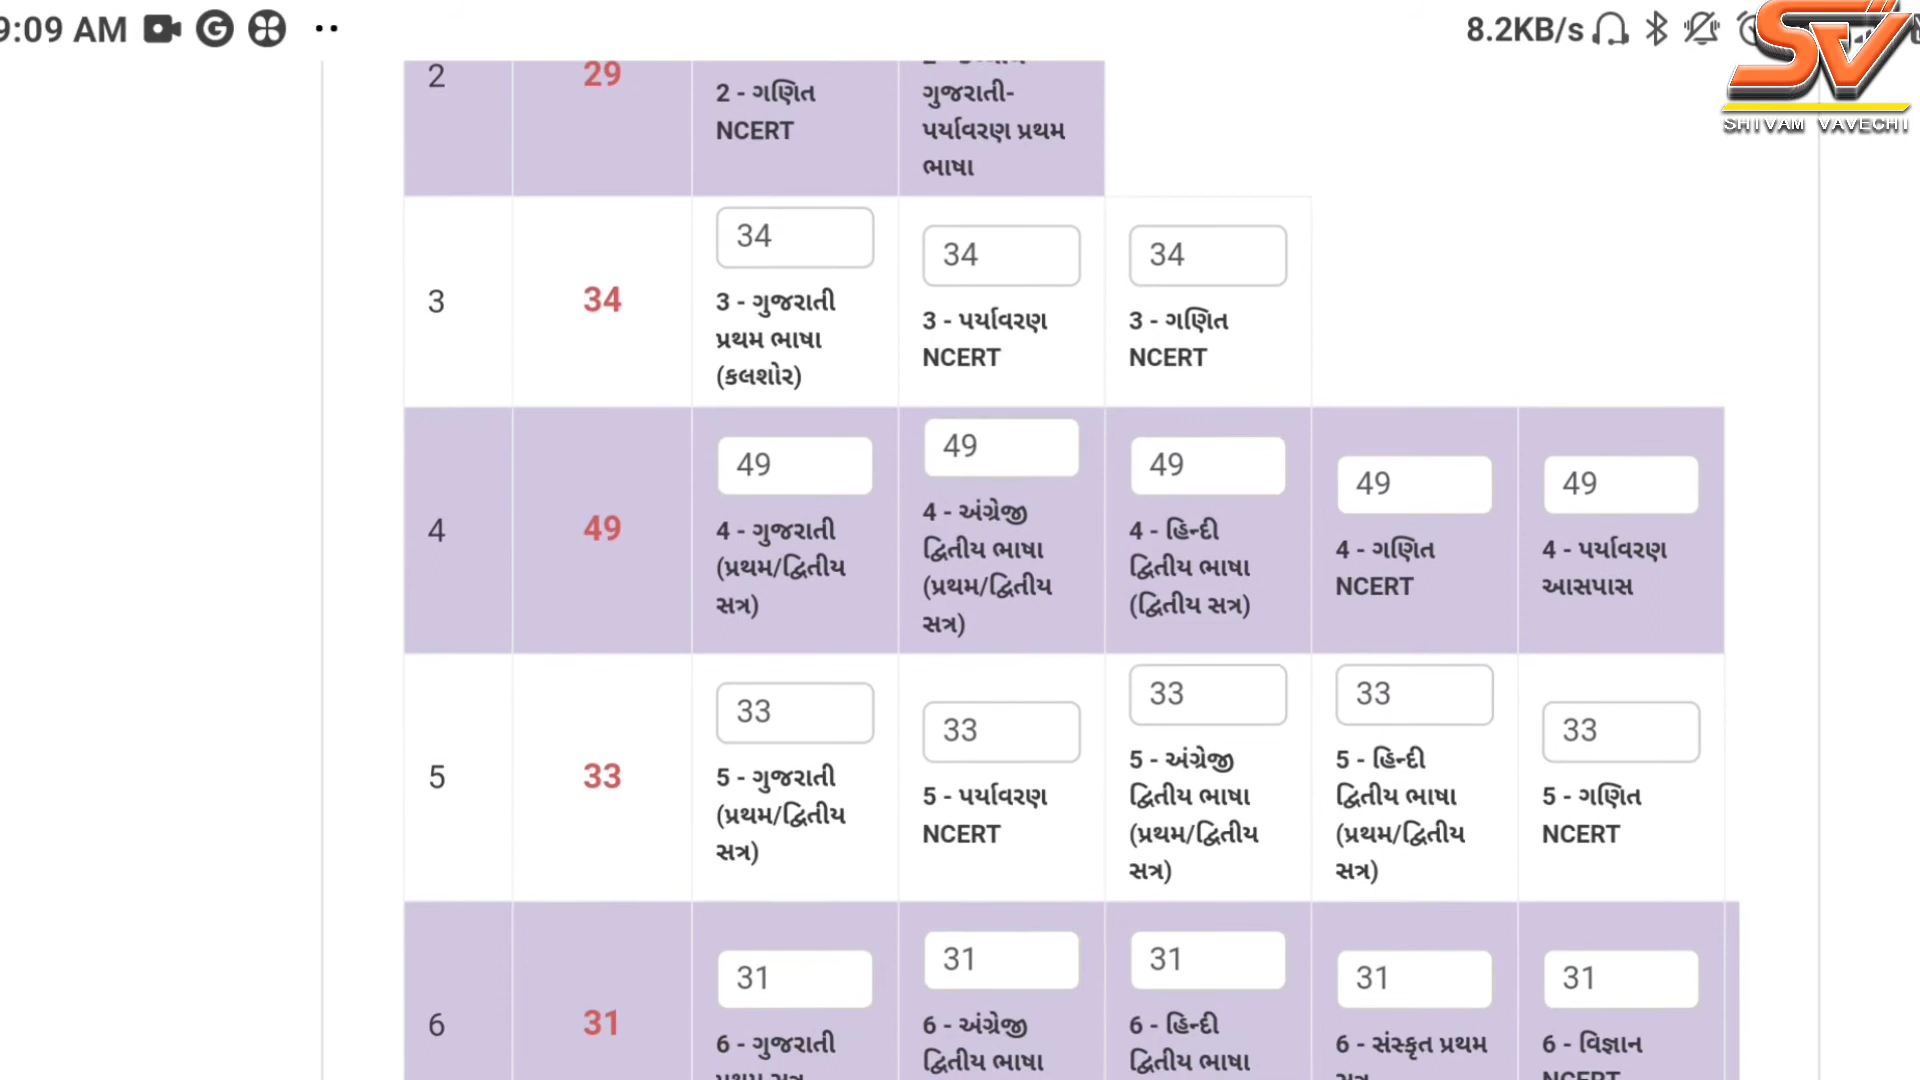 9:09 AM
8.2KB/s
SV
SHIVAM VAVECHI
2
29
2 - ગણિત
NCERT
ગુજરાતી-
પર્યાવરણ પ્રથમ
ભાષા
3
34
34
3 - ગુજરાતી
પ્રથમ ભાષા
(કલશોર)
34
3 - પર્યાવરણ
NCERT
34
3 - ગણિત
NCERT
4
49
49
4 - ગુજરાતી
(પ્રથમ/દ્વિતીય
સત્ર)
49
4 - અંગ્રેજી
દ્વિતીય ભાષા
(પ્રથમ/દ્વિતીય
સત્ર)
49
4 - હિન્દી
દ્વિતીય ભાષા
(દ્વિતીય સત્ર)
49
4 - ગણિત
NCERT
49
4 - પર્યાવરણ
આસપાસ
5
33
33
5 - ગુજરાતી
(પ્રથમ/દ્વિતીય
સત્ર)
33
5 - પર્યાવરણ
NCERT
33
5 - અંગ્રેજી
દ્વિતીય ભાષા
(પ્રથમ/દ્વિતીય
સત્ર)
33
5 - હિન્દી
દ્વિતીય ભાષા
(પ્રથમ/દ્વિતીય
સત્ર)
33
5 - ગણિત
NCERT
6
31
31
6 - ગુજરાતી
31
6 - અંગ્રેજી
દ્વિતીય ભાષા
31
6 - હિન્દી
દ્વિતીય ભાષા
31
6 - સંસ્કૃત પ્રથમ
31
6 - વિજ્ઞાન
NCERT